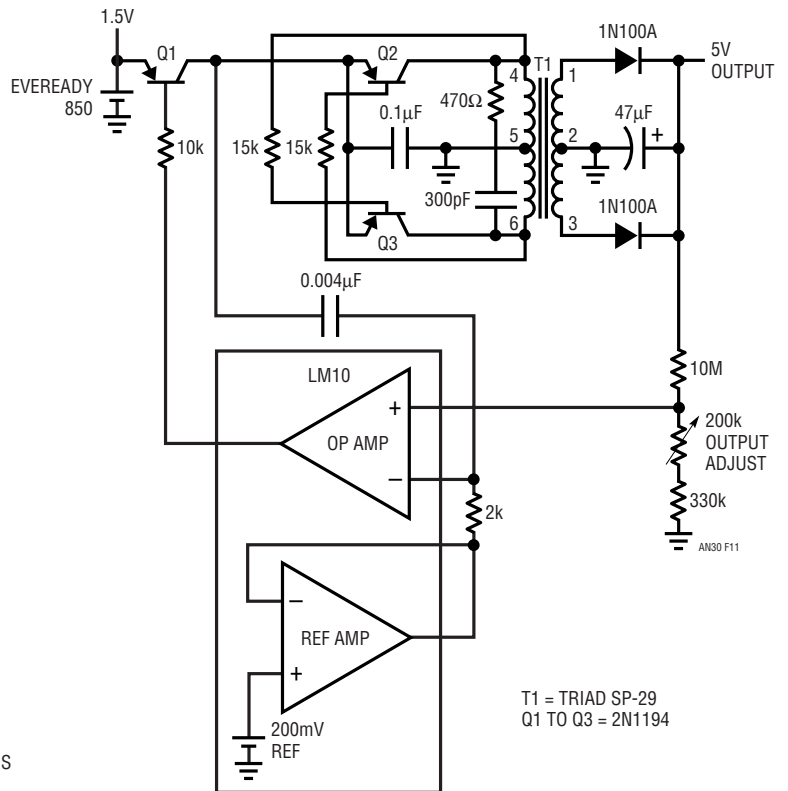 1.5V
EVEREADY
850
Q1
10k
15k
15k
Q2
0.1µF
Q3
470Ω
300pF
T1
4
5
6
1
2
3
1N100A
5V
OUTPUT
47µF
+
1N100A
0.004µF
LM10
OP AMP
+
−
2k
10M
200k
OUTPUT
ADJUST
330k
AN30 F11
−
REF AMP
+
200mV
REF
T1 = TRIAD SP-29
Q1 TO Q3 = 2N1194
S